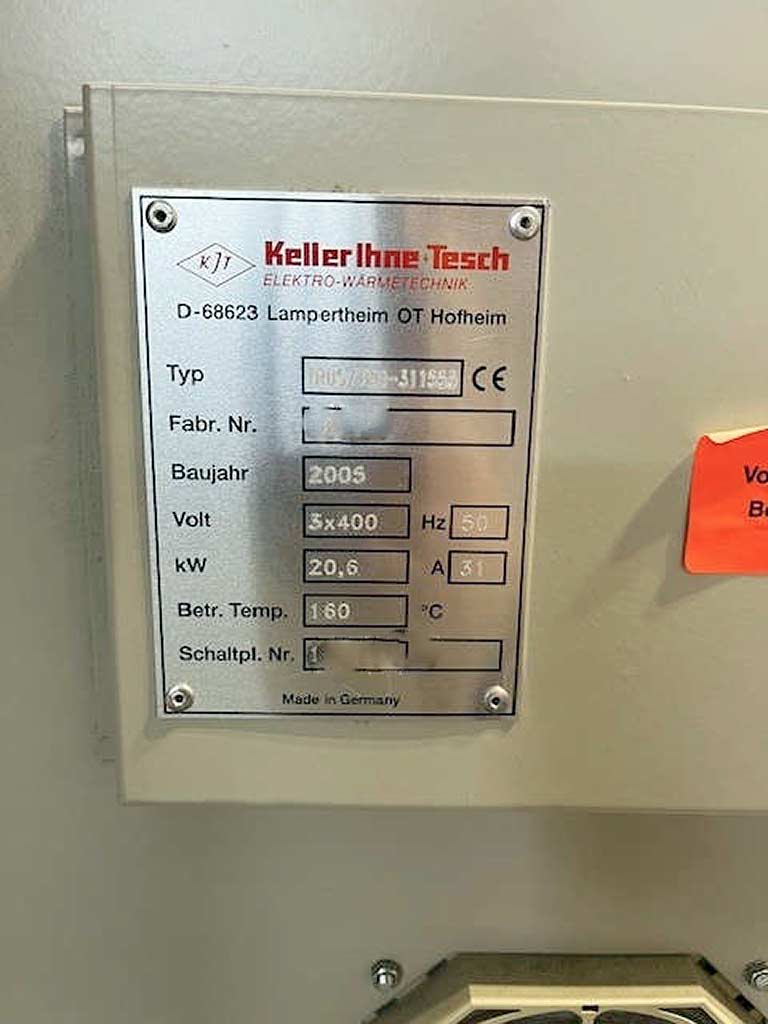 KJT
Keller Ihne+Tesch
ELEKTRO-WÄRMETECHNIK
D-68623 Lampertheim OT Hofheim
Typ CE
Fabr. Nr.
Baujahr 2005
Volt 3x400 Hz 50
kW 20,6 A 31
Betr. Temp. 160 °C
Schaltpl. Nr.
Made in Germany